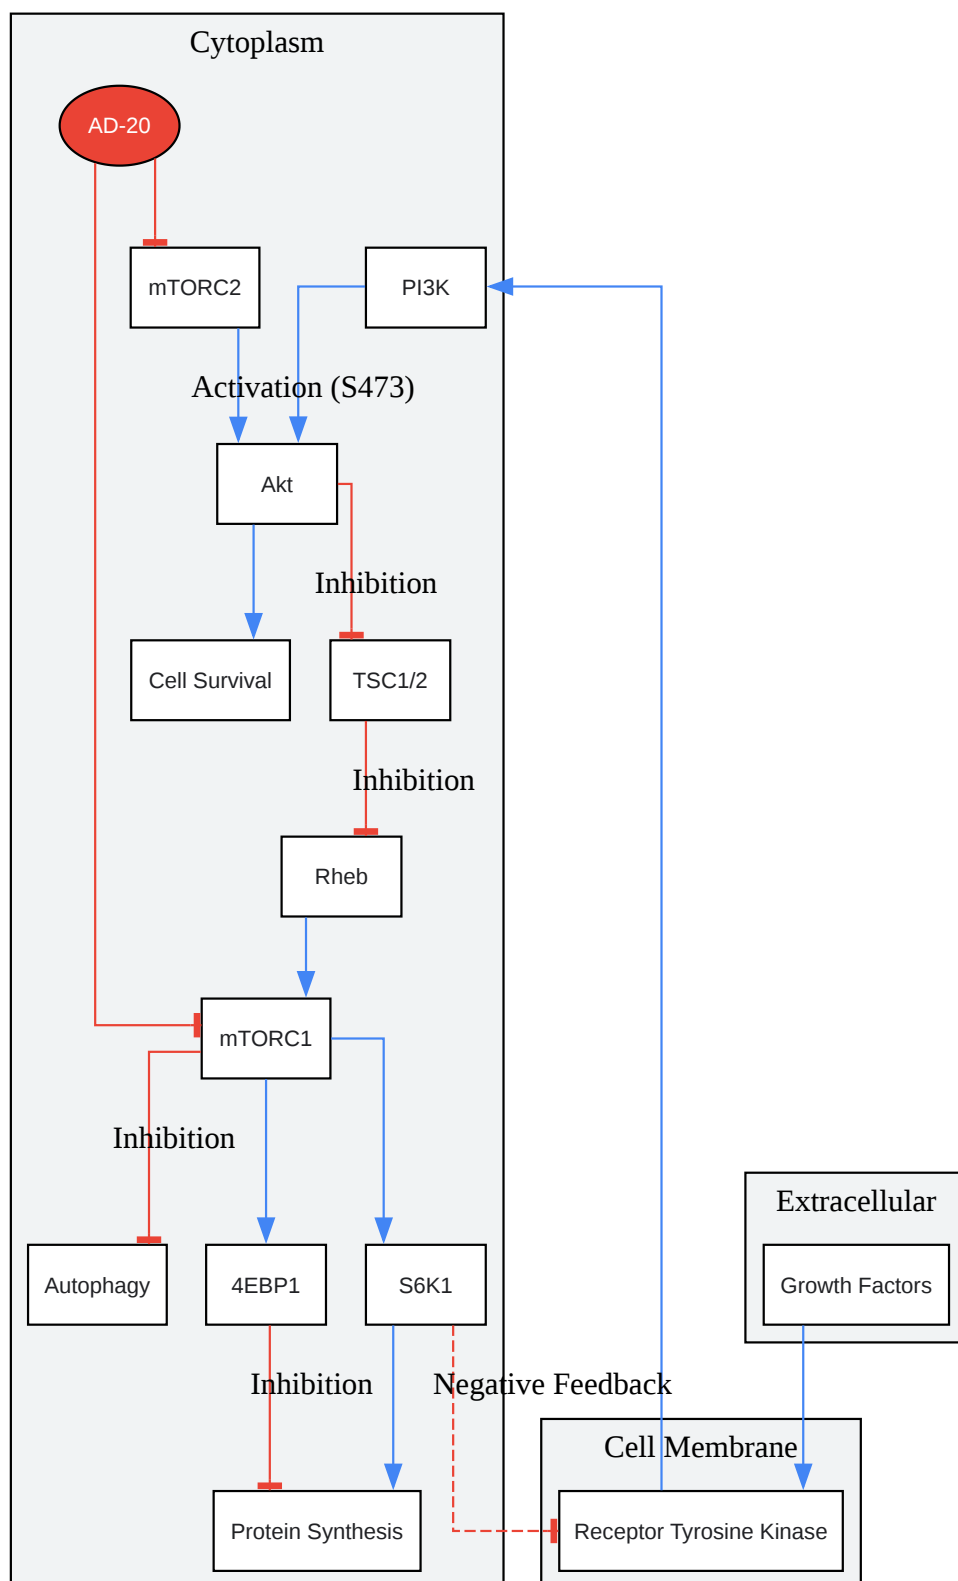 Cytoplasm
AD-20
mTORC2
PI3K
Activation (S473)
Akt
Inhibition
Cell Survival
TSC1/2
Inhibition
Rheb
mTORC1
Inhibition
Extracellular
Autophagy
4EBP1
S6K1
Growth Factors
Inhibition
Negative Feedback
Cell Membrane
Protein Synthesis
Receptor Tyrosine Kinase